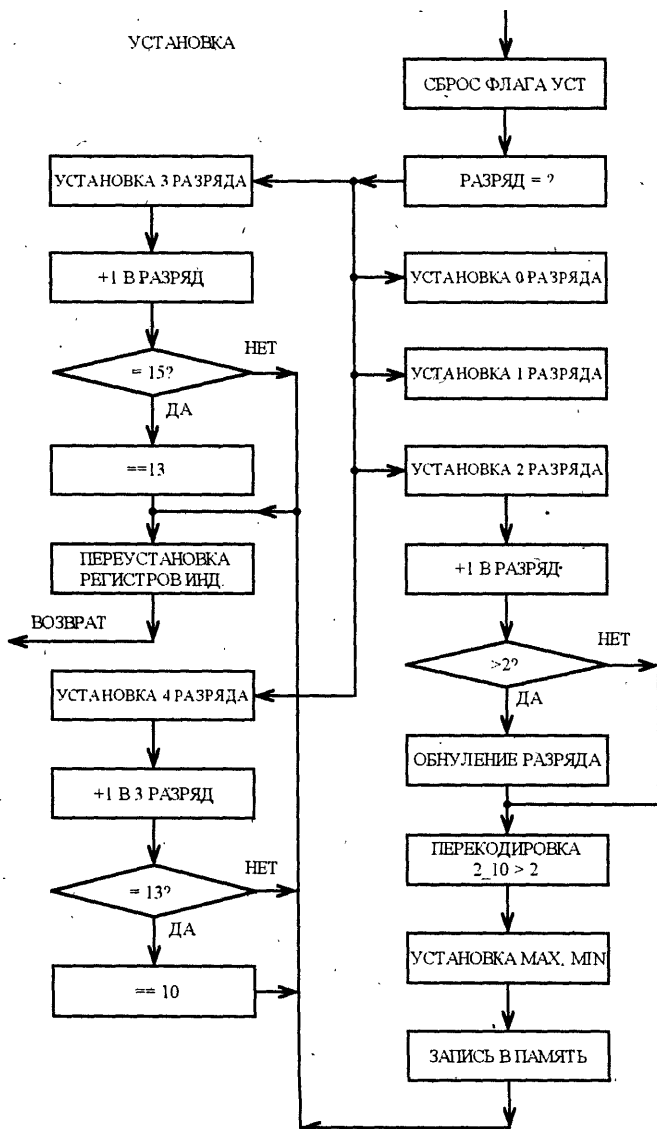 УСТАНОВКА
СБРОС ФЛАГА УСТ
РАЗРЯД = ?
УСТАНОВКА 3 РАЗРЯДА
+1 В РАЗРЯД
= 15?
НЕТ
ДА
==13
ПЕРЕУСТАНОВКА
РЕГИСТРОВ ИНД.
ВОЗВРАТ
УСТАНОВКА 4 РАЗРЯДА
+1 В 3 РАЗРЯД
= 13?
НЕТ
ДА
== 10
УСТАНОВКА 0 РАЗРЯДА
УСТАНОВКА 1 РАЗРЯДА
УСТАНОВКА 2 РАЗРЯДА
+1 В РАЗРЯД
>2?
НЕТ
ДА
ОБНУЛЕНИЕ РАЗРЯДА
ПЕРЕКОДИРОВКА
2_10 > 2
УСТАНОВКА MAX, MIN
ЗАПИСЬ В ПАМЯТЬ